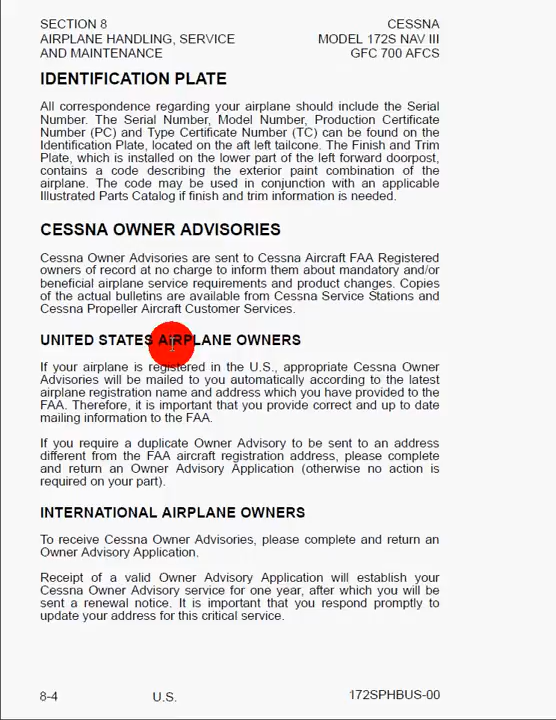 SECTION 8
AIRPLANE HANDLING, SERVICE
AND MAINTENANCE
CESSNA
MODEL 172S NAV III
GFC 700 AFCS
IDENTIFICATION PLATE
All correspondence regarding your airplane should include the Serial
Number. The Serial Number, Model Number, Production Certificate
Number (PC) and Type Certificate Number (TC) can be found on the
Identification Plate, located on the aft left tailcone. The Finish and Trim
Plate, which is installed on the lower part of the left forward doorpost,
contains a code describing the exterior paint combination of the
airplane. The code may be used in conjunction with an applicable
Illustrated Parts Catalog if finish and trim information is needed.
CESSNA OWNER ADVISORIES
Cessna Owner Advisories are sent to Cessna Aircraft FAA Registered
owners of record at no charge to inform them about mandatory and/or
beneficial airplane service requirements and product changes. Copies
of the actual bulletins are available from Cessna Service Stations and
Cessna Propeller Aircraft Customer Services.
UNITED STATES AIRPLANE OWNERS
If your airplane is registered in the U.S., appropriate Cessna Owner
Advisories will be mailed to you automatically according to the latest
airplane registration name and address which you have provided to the
FAA. Therefore, it is important that you provide correct and up to date
mailing information to the FAA.
If you require a duplicate Owner Advisory to be sent to an address
different from the FAA aircraft registration address, please complete
and return an Owner Advisory Application (otherwise no action is
required on your part).
INTERNATIONAL AIRPLANE OWNERS
To receive Cessna Owner Advisories, please complete and return an
Owner Advisory Application.
Receipt of a valid Owner Advisory Application will establish your
Cessna Owner Advisory service for one year, after which you will be
sent a renewal notice. It is important that you respond promptly to
update your address for this critical service.
8-4
U.S.
172SPHBUS-00